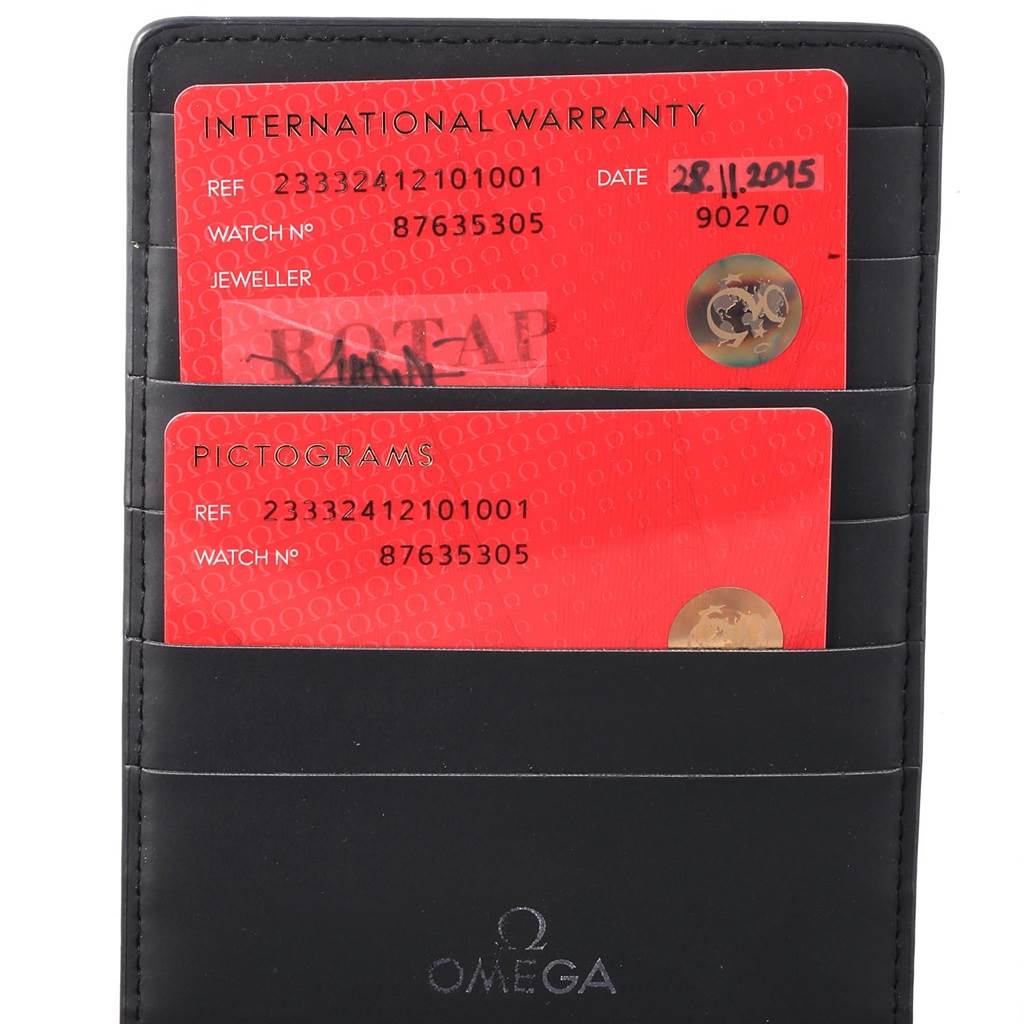 INTERNATIONAL WARRANTY
REF 23332412101001 DATE 28.11.2015
WATCH Nº 87635305 90270
JEWELLER
PICTOGRAMS
REF 23332412101001
WATCH Nº 87635305
Ω
OMEGA